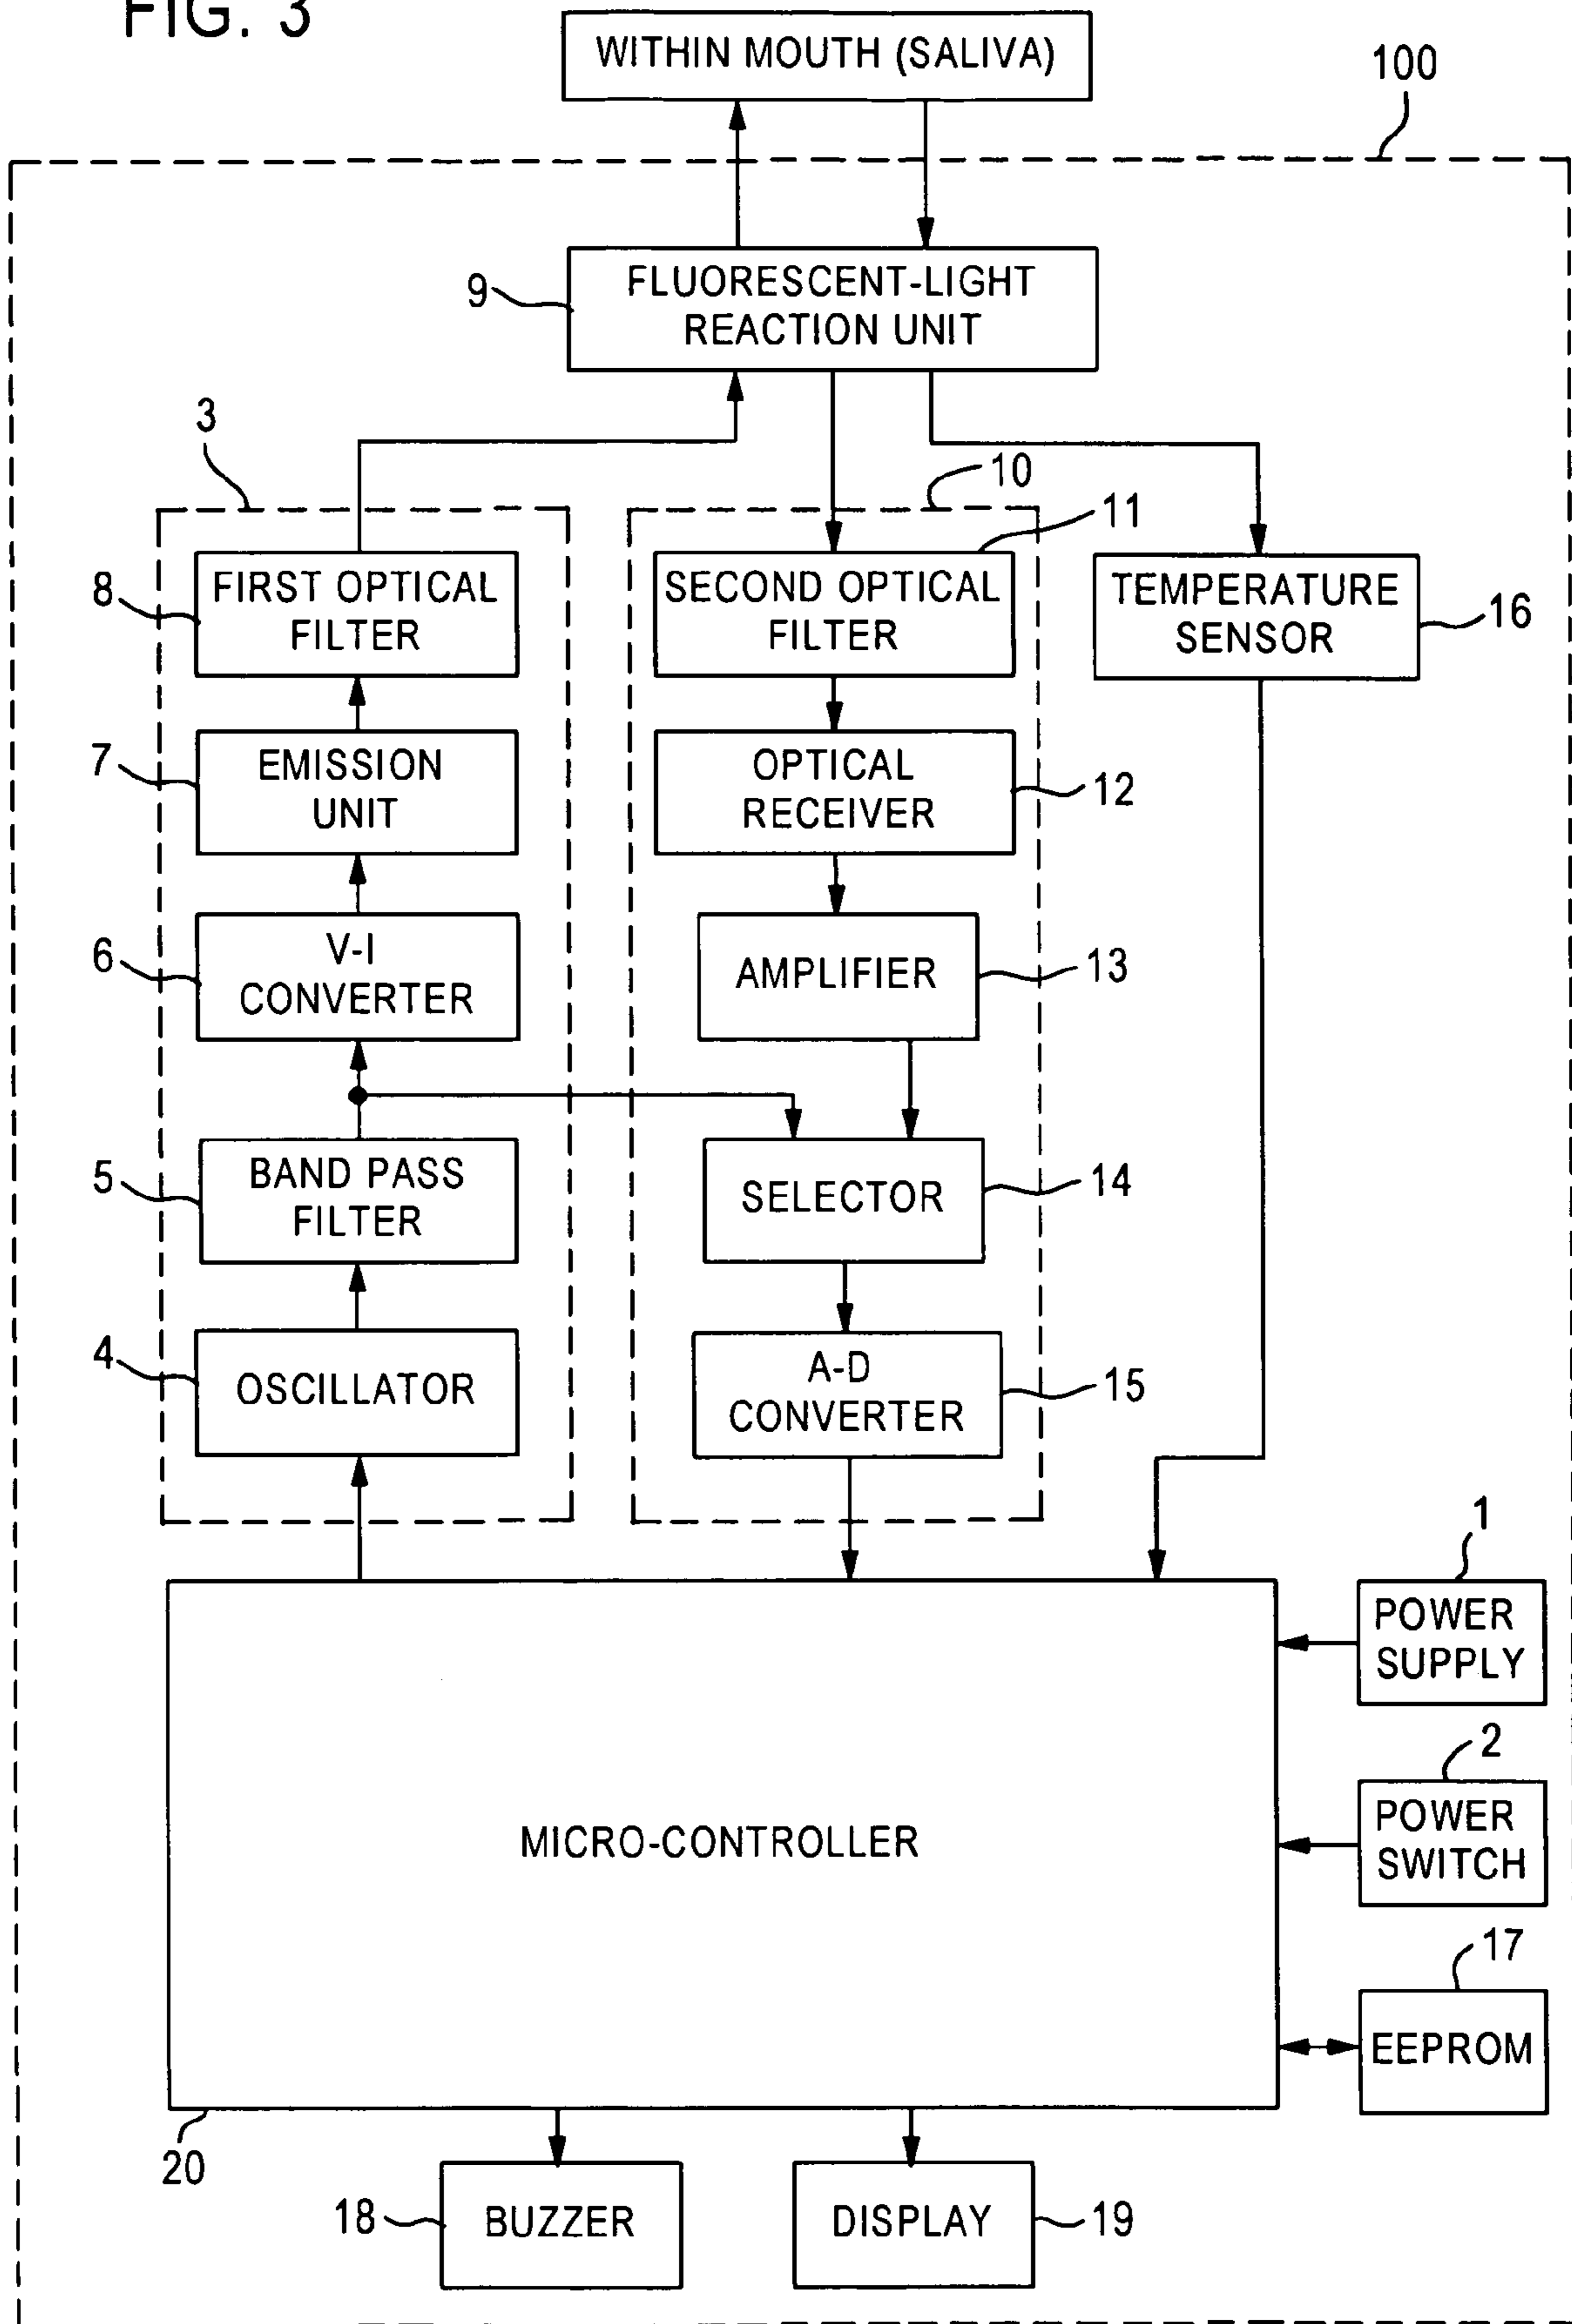 FIG. 3
WITHIN MOUTH (SALIVA)
100
9
FLUORESCENT-LIGHT
REACTION UNIT
3
10
11
8
FIRST OPTICAL
FILTER
SECOND OPTICAL
FILTER
TEMPERATURE
SENSOR
16
7
EMISSION
UNIT
OPTICAL
RECEIVER
12
6
V-I
CONVERTER
AMPLIFIER
13
5
BAND PASS
FILTER
SELECTOR
14
4
OSCILLATOR
A-D
CONVERTER
15
1
POWER
SUPPLY
2
POWER
SWITCH
MICRO-CONTROLLER
17
EEPROM
20
18
BUZZER
DISPLAY
19